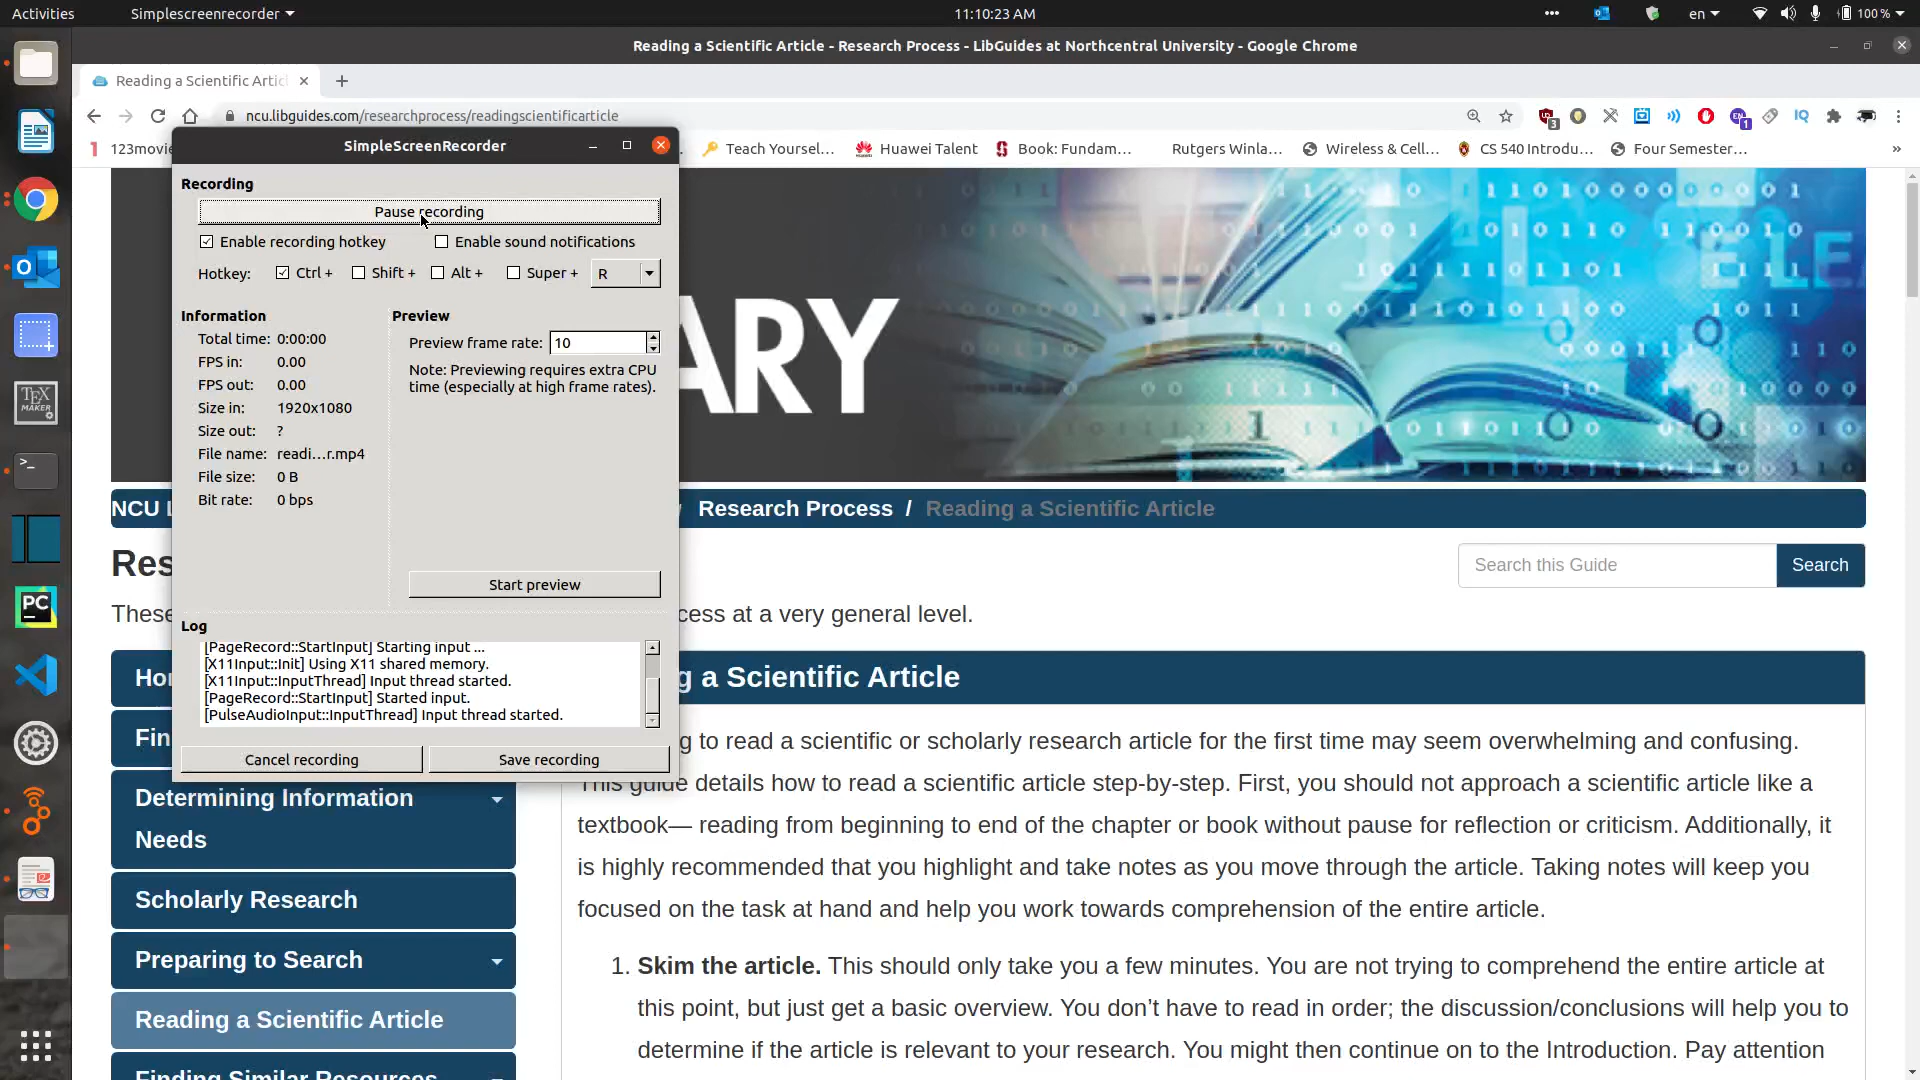 Activities
Simplescreenrecorder
11:10:23 AM
en
100 %
Reading a Scientific Article - Research Process - LibGuides at Northcentral University - Google Chrome
Reading a Scientific Artic
ncu.libguides.com/researchprocess/readingscientificarticle
3
1
123movie
Teach Yoursel...
Huawei Talent
Book: Fundam...
Rutgers Winla...
Wireless & Cell...
CS 540 Introdu...
Four Semester...
»
SimpleScreenRecorder
Recording
Pause recording
Enable recording hotkey
Enable sound notifications
Hotkey:
Ctrl +
Shift +
Alt +
Super +
R
Information
Total time: 0:00:00
FPS in: 0.00
FPS out: 0.00
Size in: 1920x1080
Size out: ?
File name: readi...r.mp4
File size: 0 B
Bit rate: 0 bps
Preview
Preview frame rate: 10
Note: Previewing requires extra CPU
time (especially at high frame rates).
Start preview
Log
[PageRecord::StartInput] Starting input ...
[X11Input::Init] Using X11 shared memory.
[X11Input::InputThread] Input thread started.
[PageRecord::StartInput] Started input.
[PulseAudioInput::InputThread] Input thread started.
Cancel recording
Save recording
ARY
NCU
Research Process / Reading a Scientific Article
Res
Search this Guide
Search
These
cess at a very general level.
Ho
Fin
Determining Information
Needs
Scholarly Research
Preparing to Search
Reading a Scientific Article
Finding Similar Resources
g a Scientific Article
g to read a scientific or scholarly research article for the first time may seem overwhelming and confusing.
This guide details how to read a scientific article step-by-step. First, you should not approach a scientific article like a
textbook— reading from beginning to end of the chapter or book without pause for reflection or criticism. Additionally, it
is highly recommended that you highlight and take notes as you move through the article. Taking notes will keep you
focused on the task at hand and help you work towards comprehension of the entire article.
1. Skim the article. This should only take you a few minutes. You are not trying to comprehend the entire article at
this point, but just get a basic overview. You don’t have to read in order; the discussion/conclusions will help you to
determine if the article is relevant to your research. You might then continue on to the Introduction. Pay attention